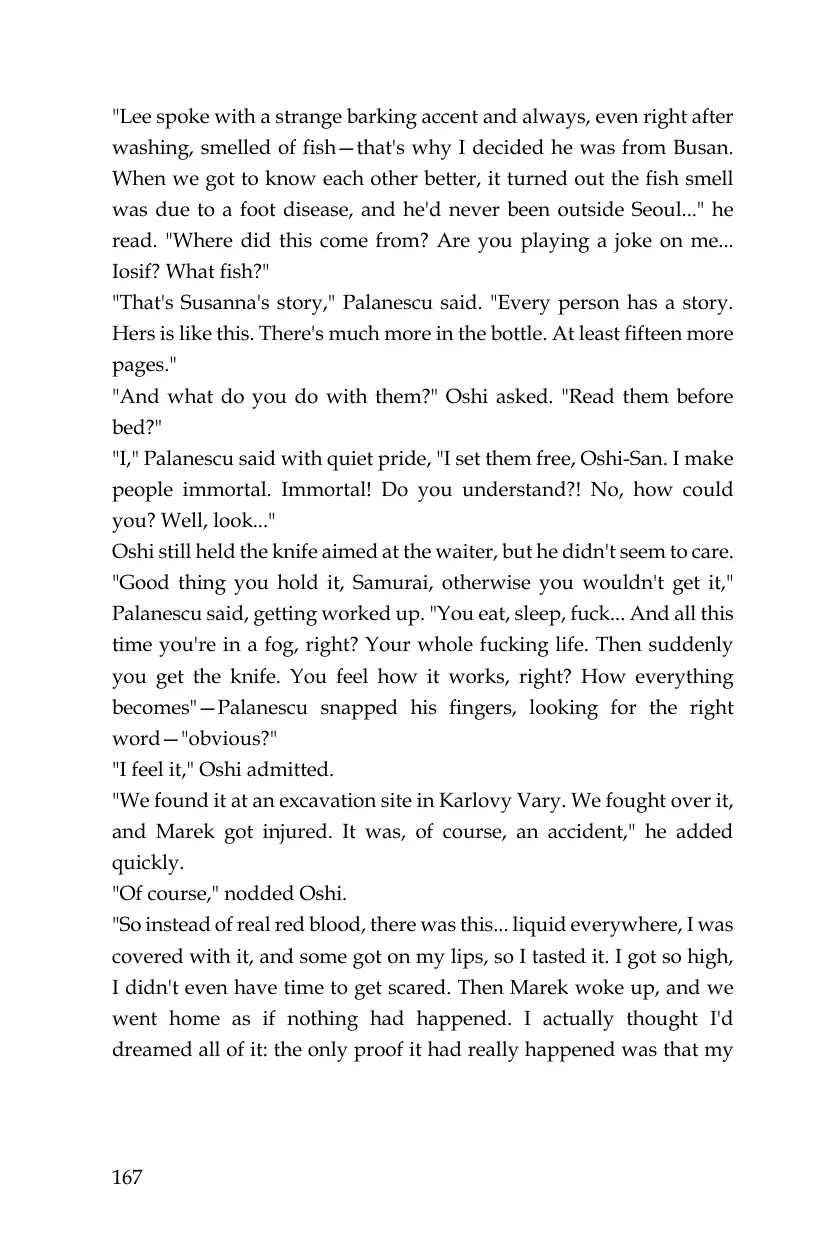 "Lee spoke with a strange barking accent and always, even right after
washing, smelled of fish—that's why I decided he was from Busan.
When we got to know each other better, it turned out the fish smell
was due to a foot disease, and he'd never been outside Seoul..." he
read. "Where did this come from? Are you playing a joke on me...
Iosif? What fish?"
"That's Susanna's story," Palanescu said. "Every person has a story.
Hers is like this. There's much more in the bottle. At least fifteen more
pages."
"And what do you do with them?" Oshi asked. "Read them before
bed?"
"I," Palanescu said with quiet pride, "I set them free, Oshi-San. I make
people immortal. Immortal! Do you understand?! No, how could
you? Well, look..."
Oshi still held the knife aimed at the waiter, but he didn't seem to care.
"Good thing you hold it, Samurai, otherwise you wouldn't get it,"
Palanescu said, getting worked up. "You eat, sleep, fuck... And all this
time you're in a fog, right? Your whole fucking life. Then suddenly
you get the knife. You feel how it works, right? How everything
becomes"—Palanescu snapped his fingers, looking for the right
word—"obvious?"
"I feel it," Oshi admitted.
"We found it at an excavation site in Karlovy Vary. We fought over it,
and Marek got injured. It was, of course, an accident," he added
quickly.
"Of course," nodded Oshi.
"So instead of real red blood, there was this... liquid everywhere, I was
covered with it, and some got on my lips, so I tasted it. I got so high,
I didn't even have time to get scared. Then Marek woke up, and we
went home as if nothing had happened. I actually thought I'd
dreamed all of it: the only proof it had really happened was that my
167